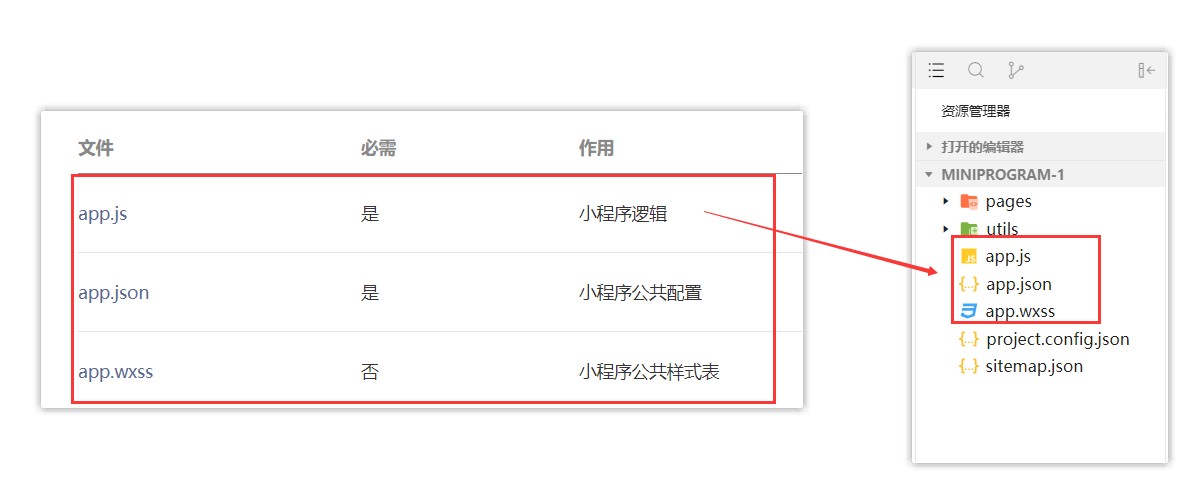 文件 必需 作用
app.js 是 小程序逻辑
app.json 是 小程序公共配置
app.wxss 否 小程序公共样式表
资源管理器
打开的编辑器
MINIPROGRAM-1
pages
utils
JS app.js
{..} app.json
app.wxss
{..} project.config.json
{..} sitemap.json